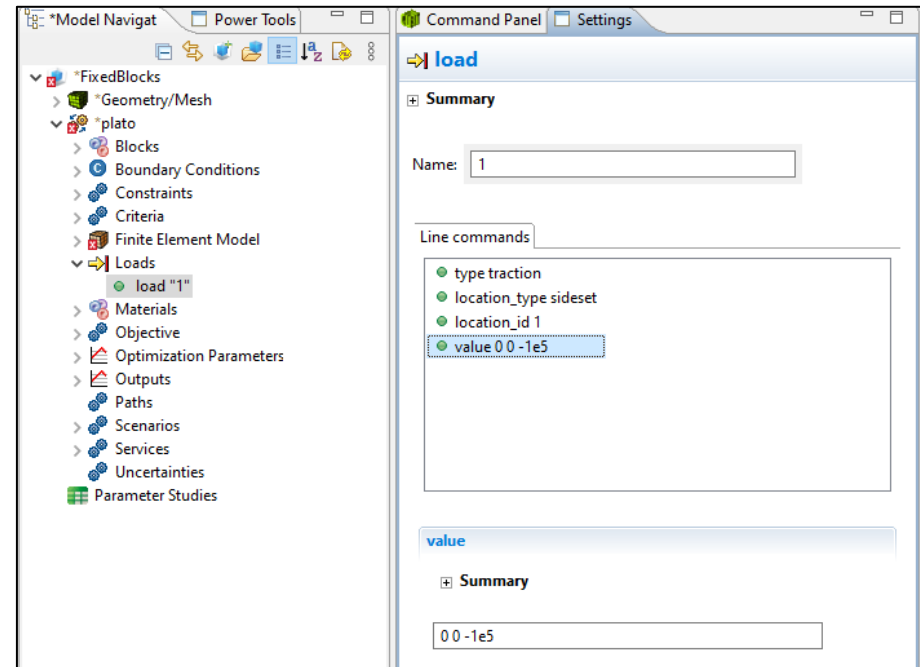 *Model Navigat
Power Tools
*FixedBlocks
*Geometry/Mesh
*plato
Blocks
Boundary Conditions
Constraints
Criteria
Finite Element Model
Loads
load "1"
Materials
Objective
Optimization Parameters
Outputs
Paths
Scenarios
Services
Uncertainties
Parameter Studies
Command Panel
Settings
load
Summary
Name: 1
Line commands
type traction
location_type sideset
location_id 1
value 0 0 -1e5
value
Summary
0 0 -1e5